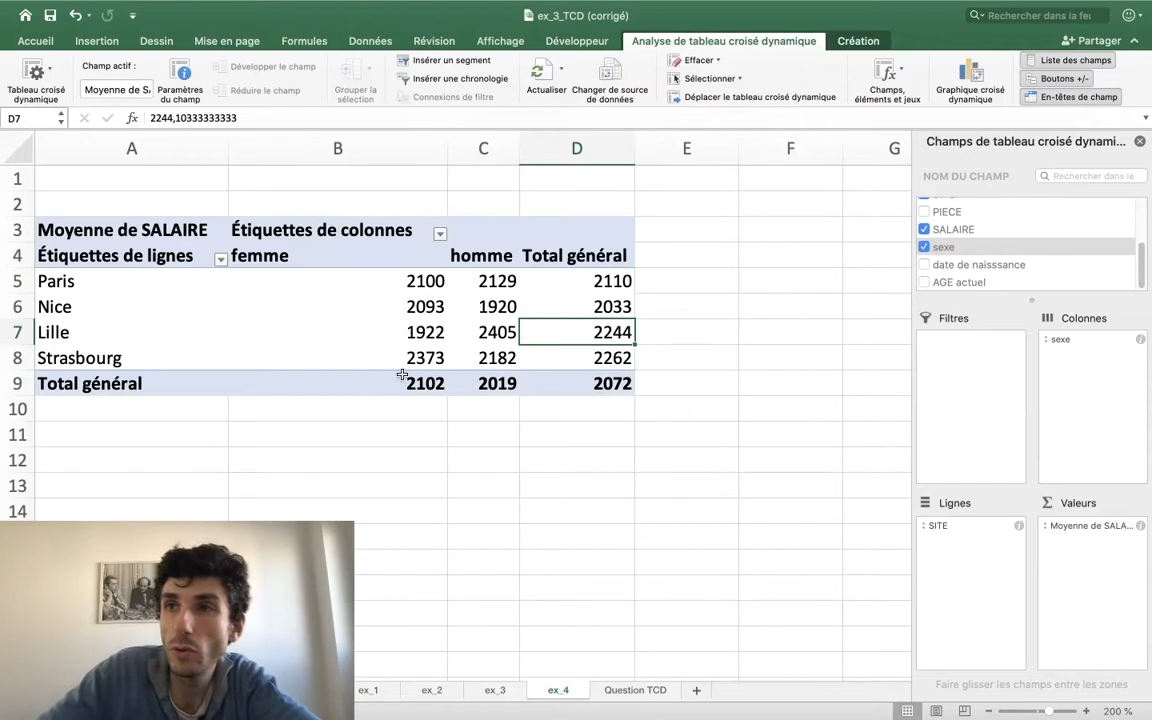 ex_3_TCD (corrigé)
Rechercher dans la feu
Accueil Insertion Dessin Mise en page Formules Données Révision Affichage Développeur Analyse de tableau croisé dynamique Création Partager
Tableau croisé dynamique
Champ actif :
Moyenne de SA
Paramètres du champ
Développer le champ
Réduire le champ
Grouper la sélection
Insérer un segment
Insérer une chronologie
Connexions de filtre
Actualiser
Changer de source de données
Effacer
Sélectionner
Déplacer le tableau croisé dynamique
Champs, éléments et jeux
Graphique croisé dynamique
Liste des champs
Boutons +/-
En-têtes de champ
D7 fx 2244,10333333333
A B C D E F G
1
2
3 Moyenne de SALAIRE Étiquettes de colonnes
4 Étiquettes de lignes femme homme Total général
5 Paris 2100 2129 2110
6 Nice 2093 1920 2033
7 Lille 1922 2405 2244
8 Strasbourg 2373 2182 2262
9 Total général 2102 2019 2072
10
11
12
13
14
Champs de tableau croisé dynami...
NOM DU CHAMP Rechercher dans le
PIECE
SALAIRE
sexe
date de naisssance
AGE actuel
Filtres Colonnes
sexe
Lignes Valeurs
SITE Moyenne de SALA...
Faire glisser les champs entre les zones
ex_1 ex_2 ex_3 ex_4 Question TCD +
200 %